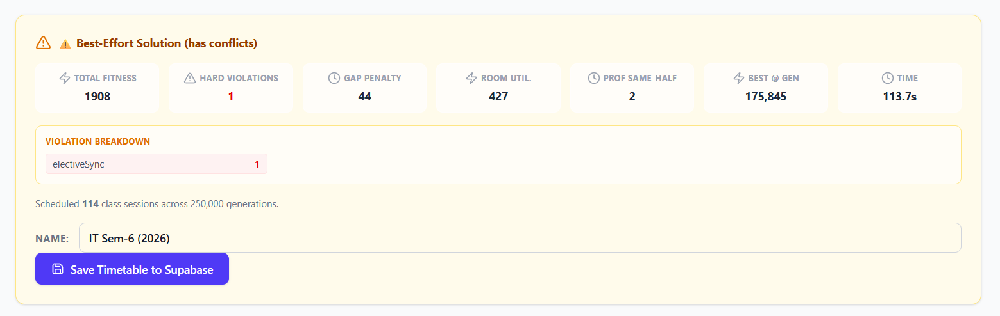 ⚠ Best-Effort Solution (has conflicts)
TOTAL FITNESS
1908
HARD VIOLATIONS
1
GAP PENALTY
44
ROOM UTIL.
427
PROF SAME-HALF
2
BEST @ GEN
175,845
TIME
113.7s
VIOLATION BREAKDOWN
electiveSync 1
Scheduled 114 class sessions across 250,000 generations.
NAME: IT Sem-6 (2026)
Save Timetable to Supabase